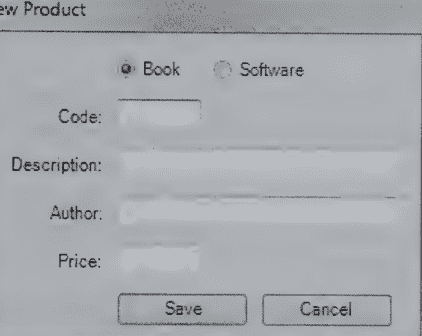 ew Product
Book Software
Code:
Description:
Author:
Price:
Save Cancel